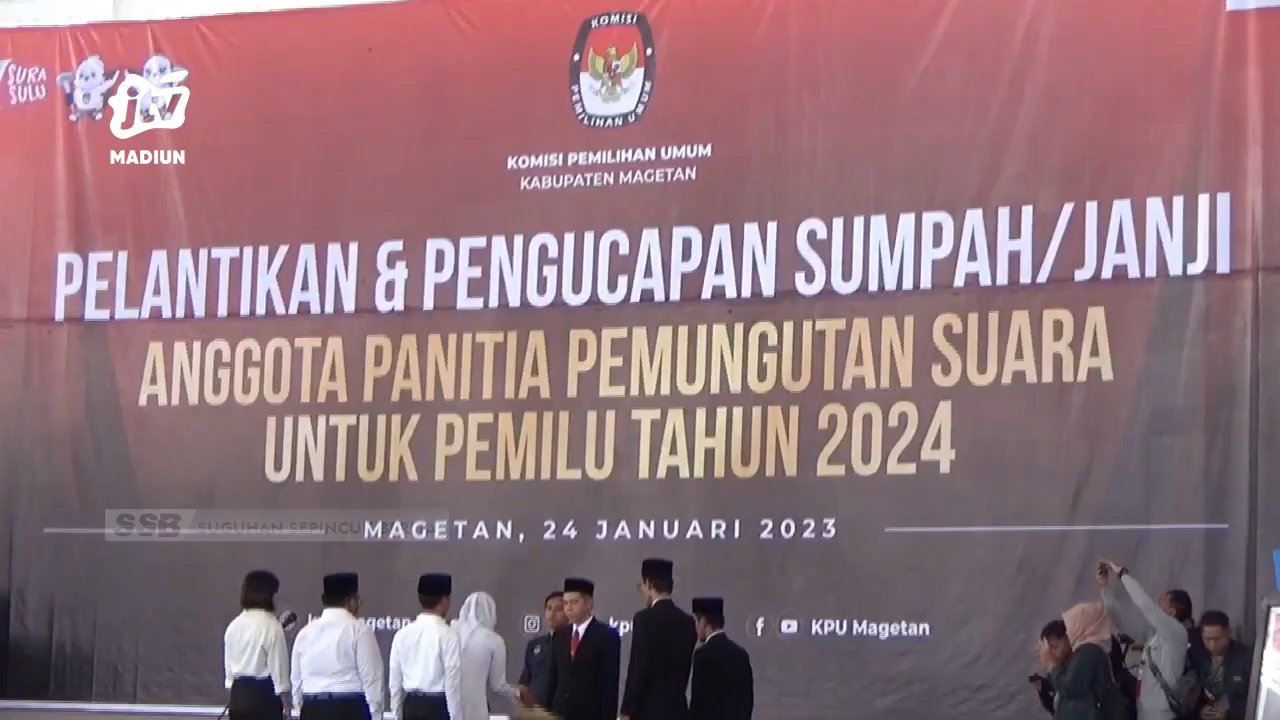 KOMISI
PEMILIHAN UMUM
SURA
SULU
JTV
MADIUN
KOMISI PEMILIHAN UMUM
KABUPATEN MAGETAN
PELANTIKAN & PENGUCAPAN SUMPAH/JANJI
ANGGOTA PANITIA PEMUNGUTAN SUARA
UNTUK PEMILU TAHUN 2024
SSB SUGUHAN
MAGETAN, 24 JANUARI 2023
KPU Magetan